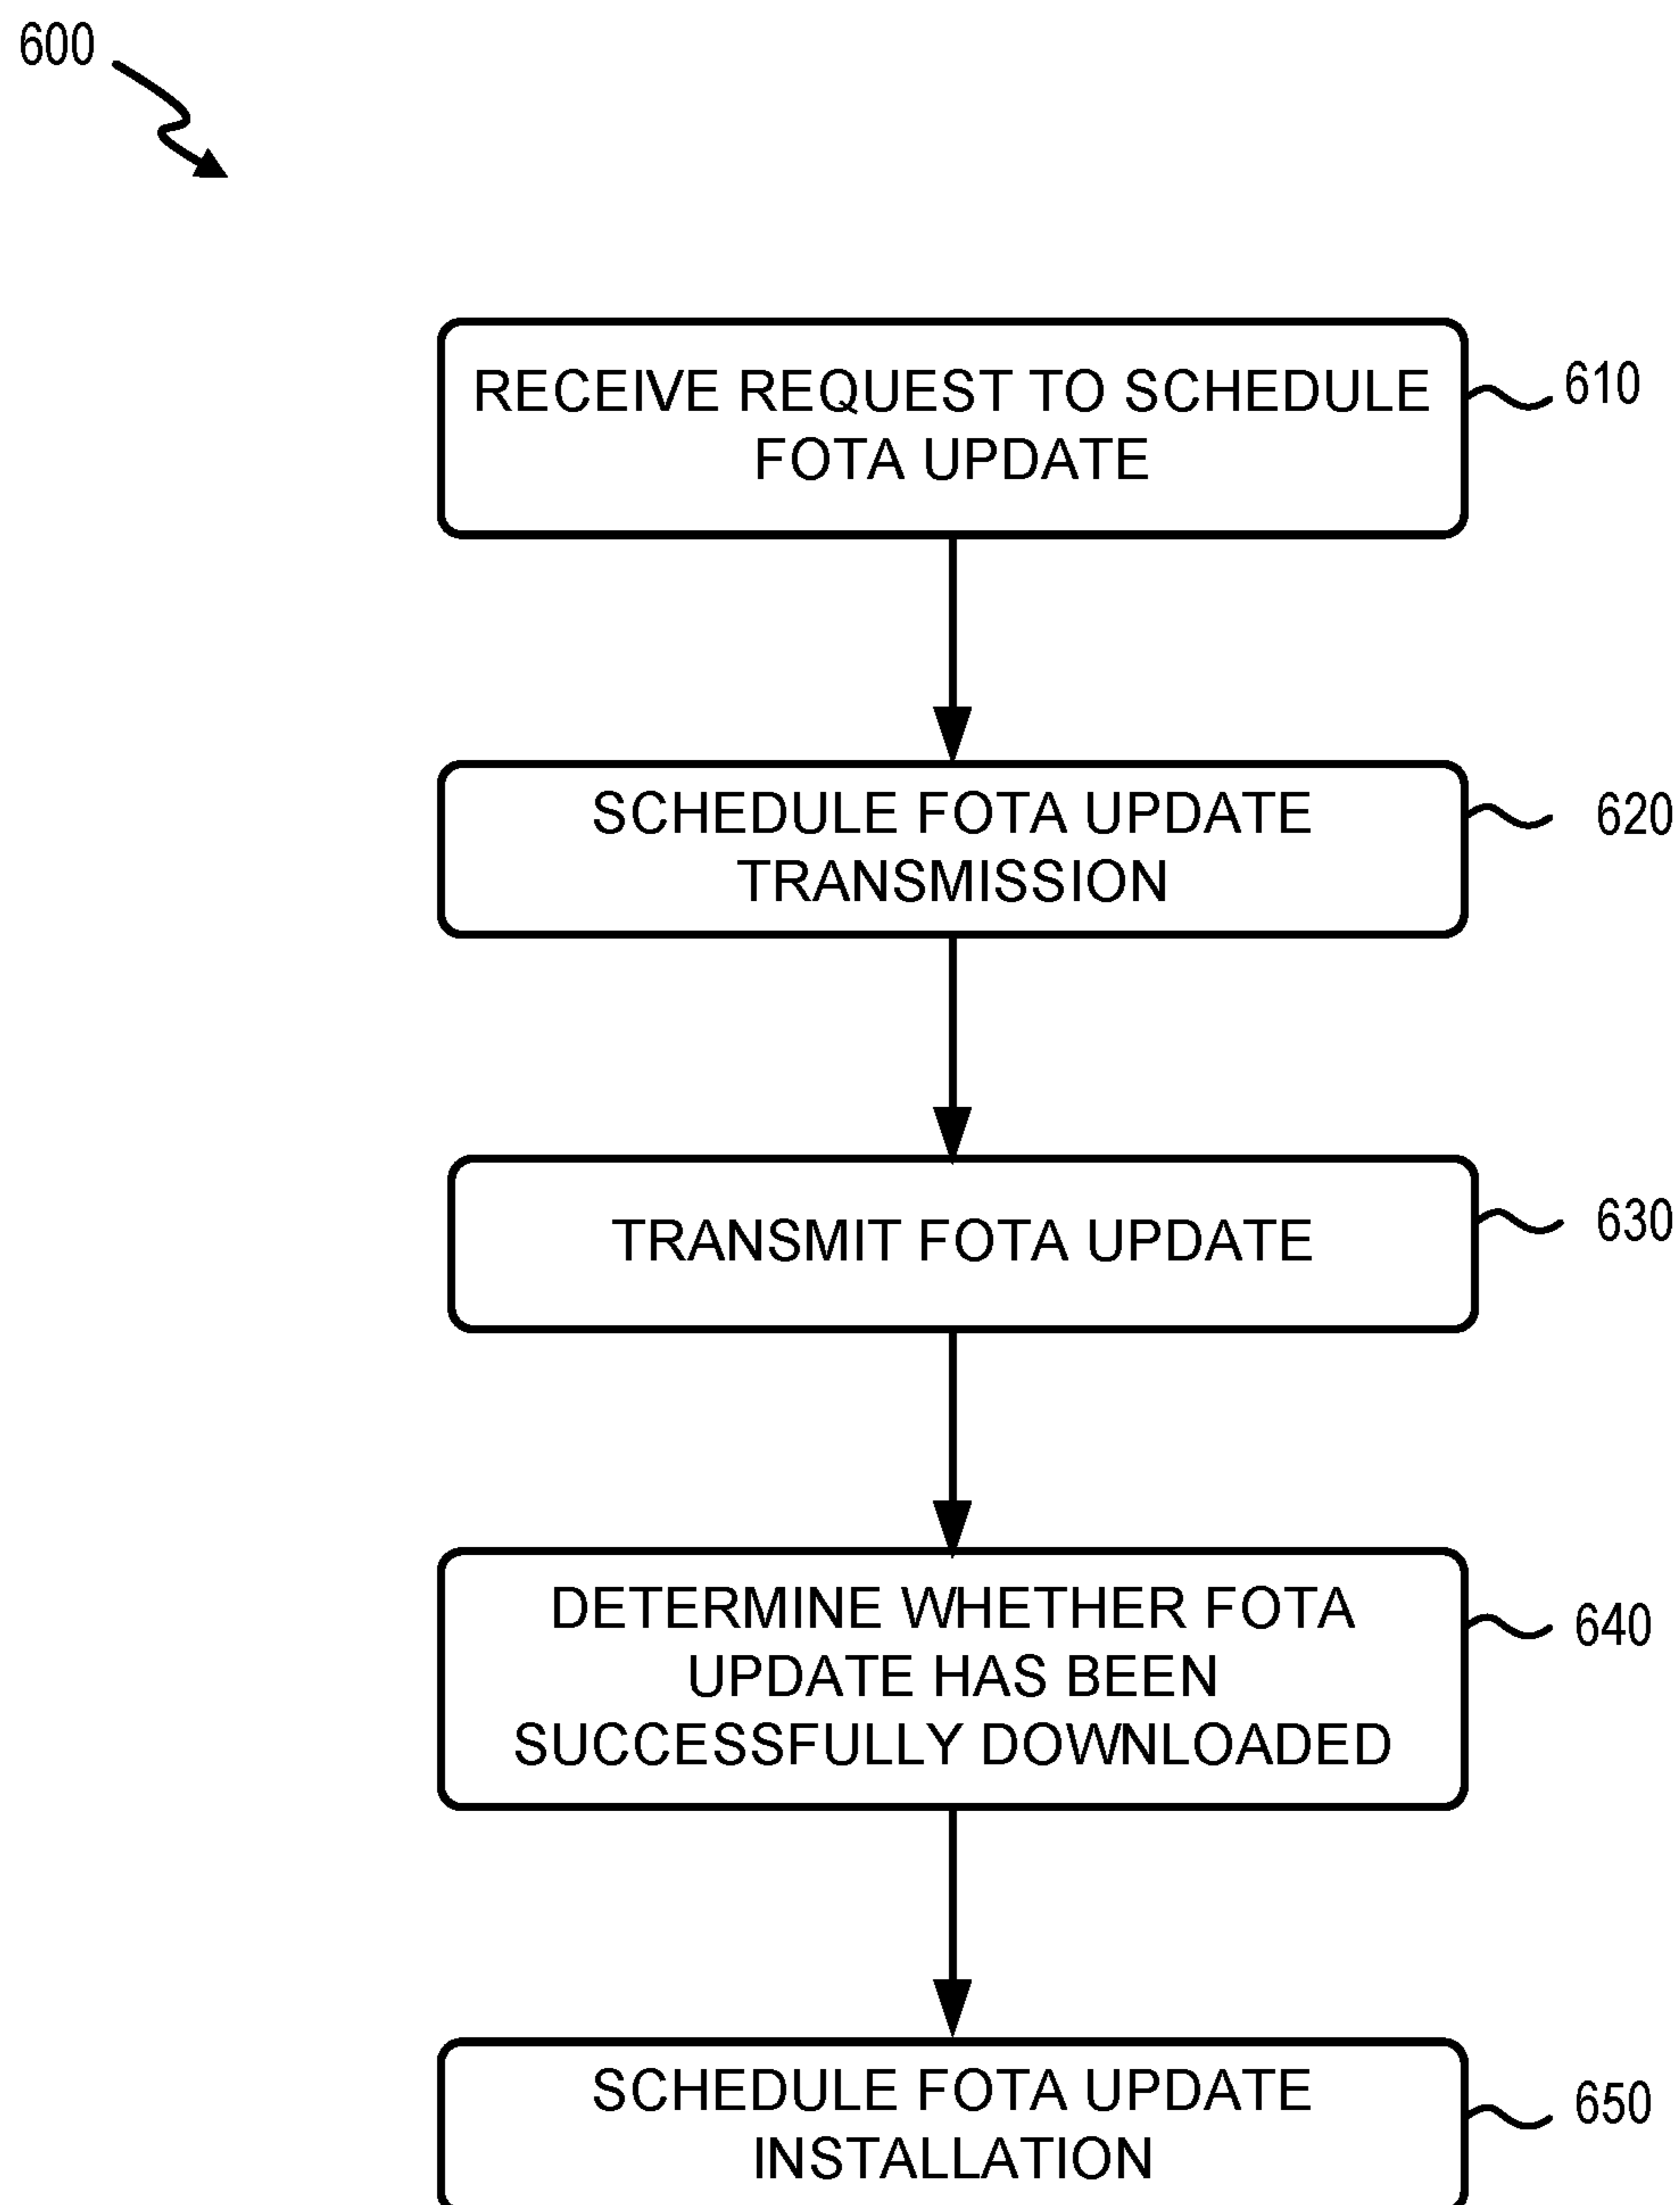 600
RECEIVE REQUEST TO SCHEDULE
FOTA UPDATE
610
SCHEDULE FOTA UPDATE
TRANSMISSION
620
TRANSMIT FOTA UPDATE
630
DETERMINE WHETHER FOTA
UPDATE HAS BEEN
SUCCESSFULLY DOWNLOADED
640
SCHEDULE FOTA UPDATE
INSTALLATION
650